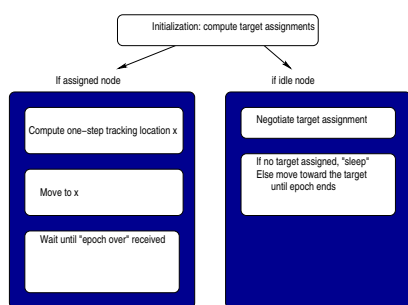 Initialization: compute target assignments
If assigned node
if idle node
Compute one-step tracking location x
Move to x
Wait until "epoch over" received
Negotiate target assignment
If no target assigned, "sleep"
Else move toward the target
until epoch ends